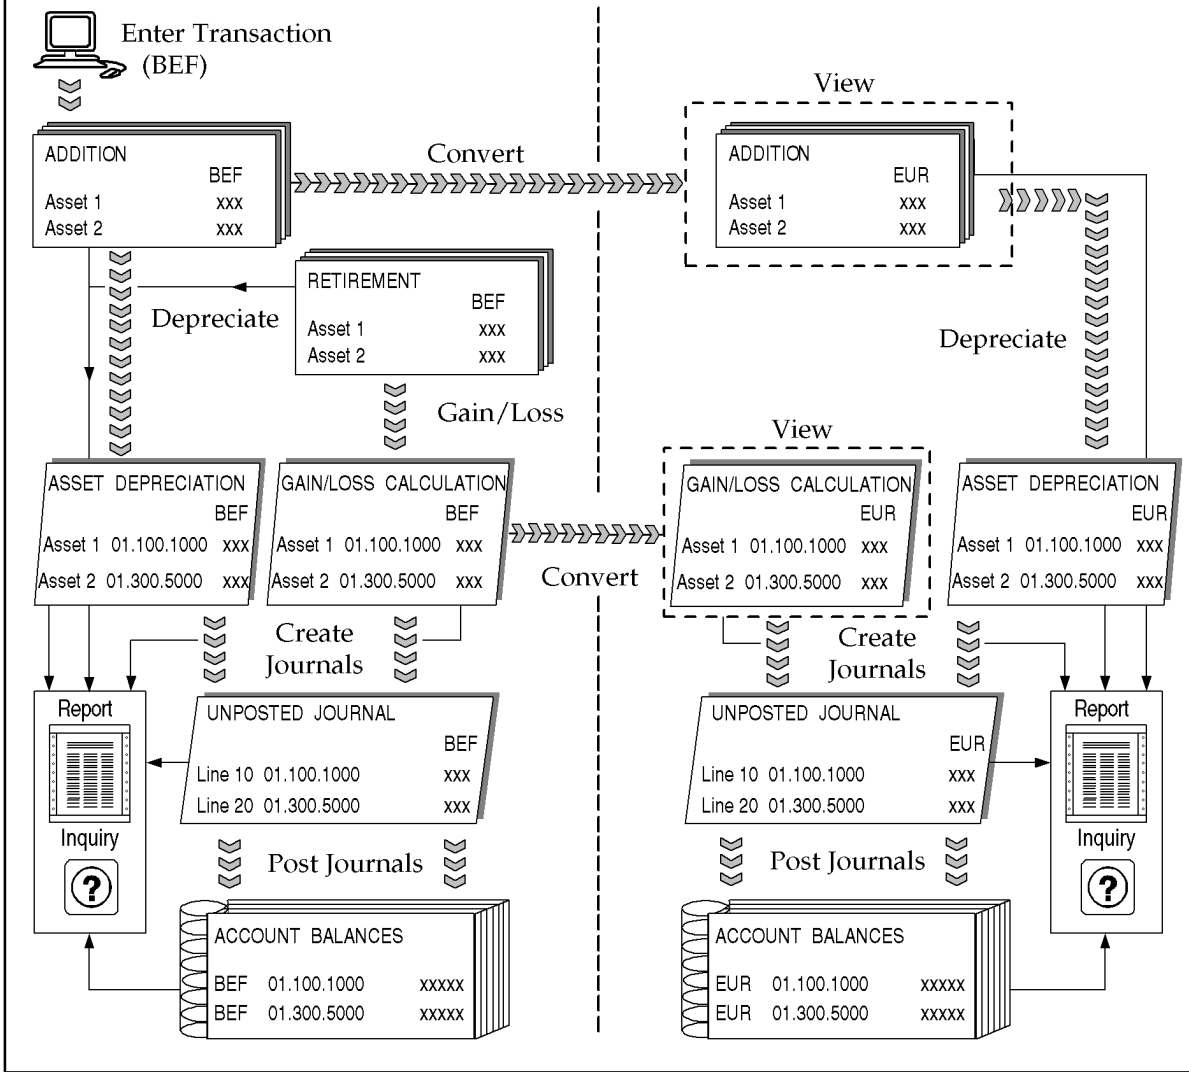 Enter Transaction
(BEF)
View
ADDITION
BEF
Asset 1 xxx
Asset 2 xxx
Convert
ADDITION
EUR
Asset 1 xxx
Asset 2 xxx
RETIREMENT
BEF
Asset 1 xxx
Asset 2 xxx
Depreciate
Depreciate
Gain/Loss
View
ASSET DEPRECIATION
BEF
Asset 1 01.100.1000 xxx
Asset 2 01.300.5000 xxx
GAIN/LOSS CALCULATION
BEF
Asset 1 01.100.1000 xxx
Asset 2 01.300.5000 xxx
Convert
GAIN/LOSS CALCULATION
EUR
Asset 1 01.100.1000 xxx
Asset 2 01.300.5000 xxx
ASSET DEPRECIATION
EUR
Asset 1 01.100.1000 xxx
Asset 2 01.300.5000 xxx
Create
Journals
Create
Journals
Report
Inquiry
?
UNPOSTED JOURNAL
BEF
Line 10 01.100.1000 xxx
Line 20 01.300.5000 xxx
UNPOSTED JOURNAL
EUR
Line 10 01.100.1000 xxx
Line 20 01.300.5000 xxx
Report
Inquiry
?
Post Journals
Post Journals
ACCOUNT BALANCES
BEF 01.100.1000 xxxxx
BEF 01.300.5000 xxxxx
ACCOUNT BALANCES
EUR 01.100.1000 xxxxx
EUR 01.300.5000 xxxxx